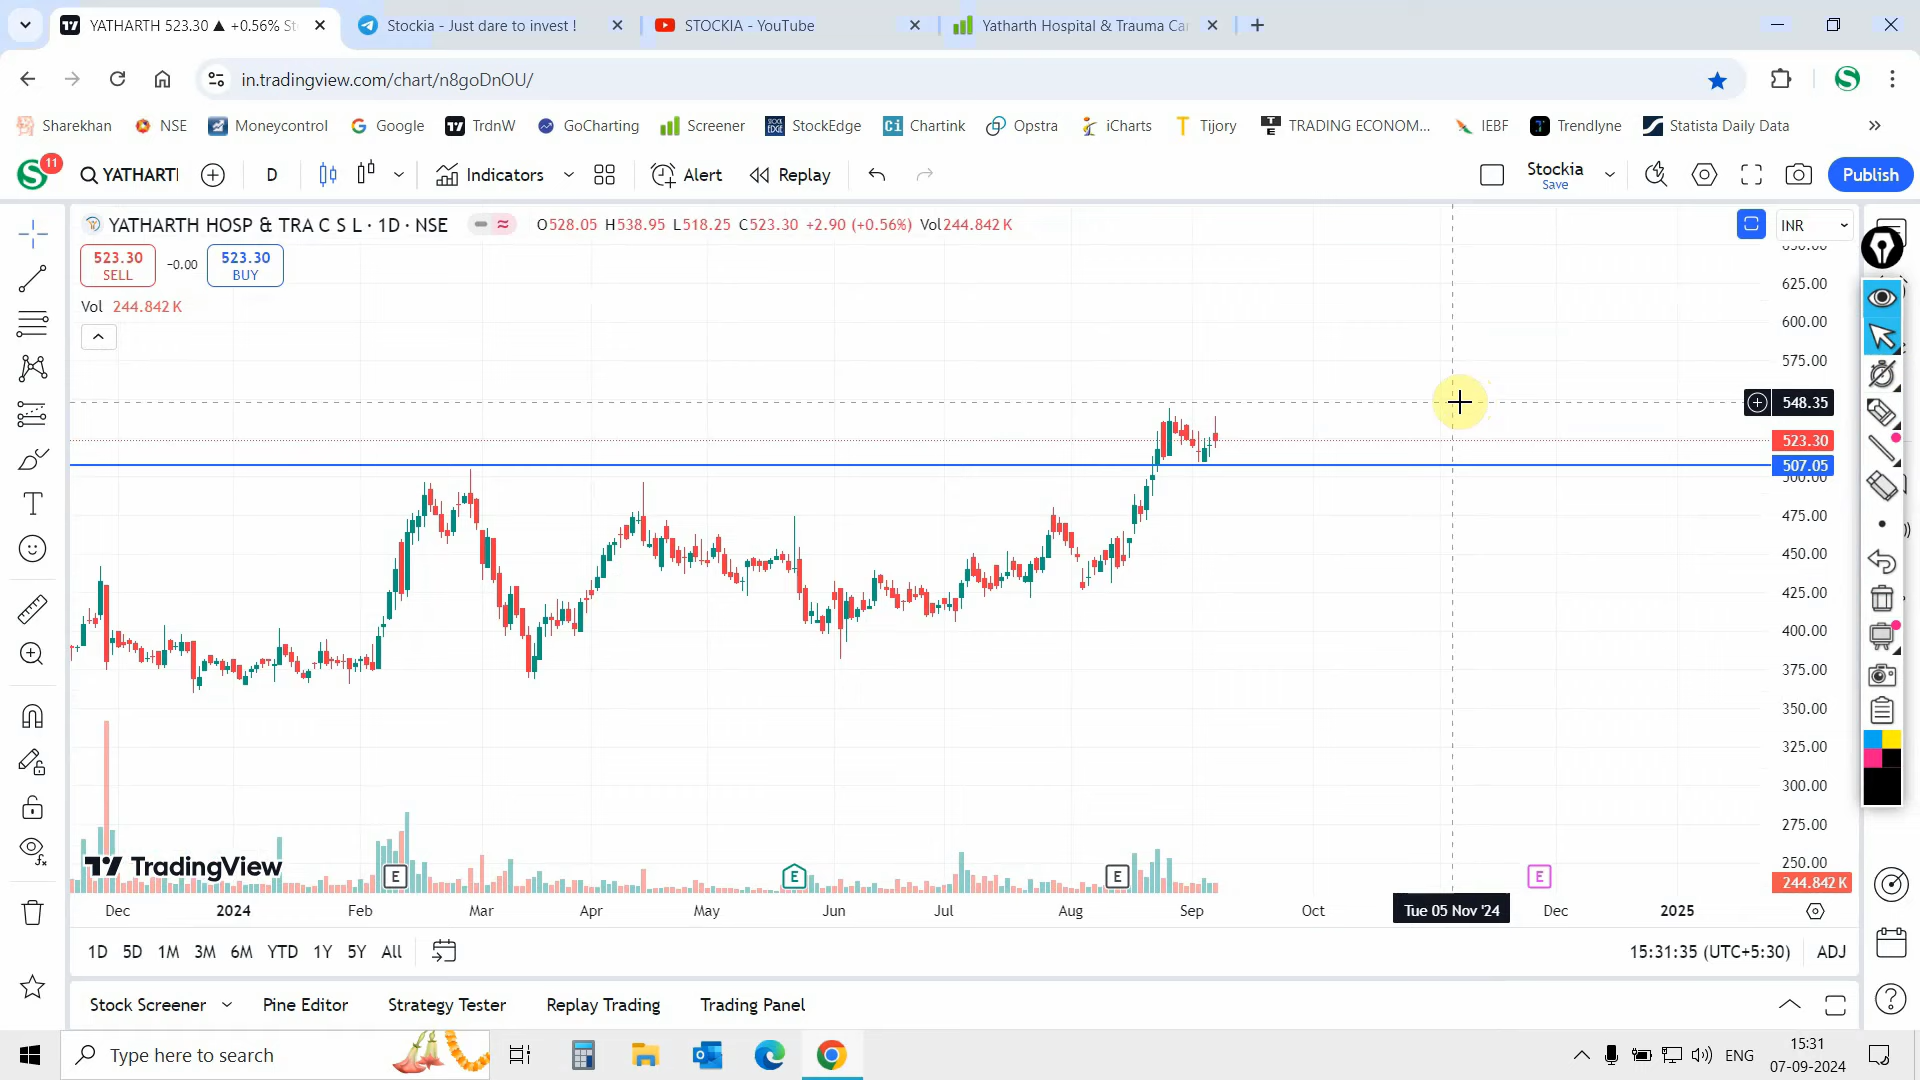 YATHARTH 523.30 ▲ +0.56% St
Stockia - Just dare to invest !
STOCKIA - YouTube
Yatharth Hospital & Trauma Car
in.tradingview.com/chart/n8goDnOU/
Sharekhan
NSE
Moneycontrol
Google
TrdnW
GoCharting
Screener
StockEdge
Chartink
Opstra
iCharts
Tijory
TRADING ECONOM...
IEBF
Trendlyne
Statista Daily Data
11
YATHARTH
D
Indicators
Alert
Replay
Stockia
Save
Publish
YATHARTH HOSP & TRA C S L · 1D · NSE
O528.05 H538.95 L518.25 C523.30 +2.90 (+0.56%) Vol244.842 K
INR
523.30
SELL
-0.00
523.30
BUY
Vol 244.842 K
625.00
600.00
575.00
548.35
523.30
507.05
500.00
475.00
450.00
425.00
400.00
375.00
350.00
325.00
300.00
275.00
250.00
244.842 K
TradingView
E
E
E
E
Dec
2024
Feb
Mar
Apr
May
Jun
Jul
Aug
Sep
Oct
Tue 05 Nov '24
Dec
2025
1D
5D
1M
3M
6M
YTD
1Y
5Y
All
15:31:35 (UTC+5:30)
ADJ
Stock Screener
Pine Editor
Strategy Tester
Replay Trading
Trading Panel
Type here to search
ENG
15:31
07-09-2024